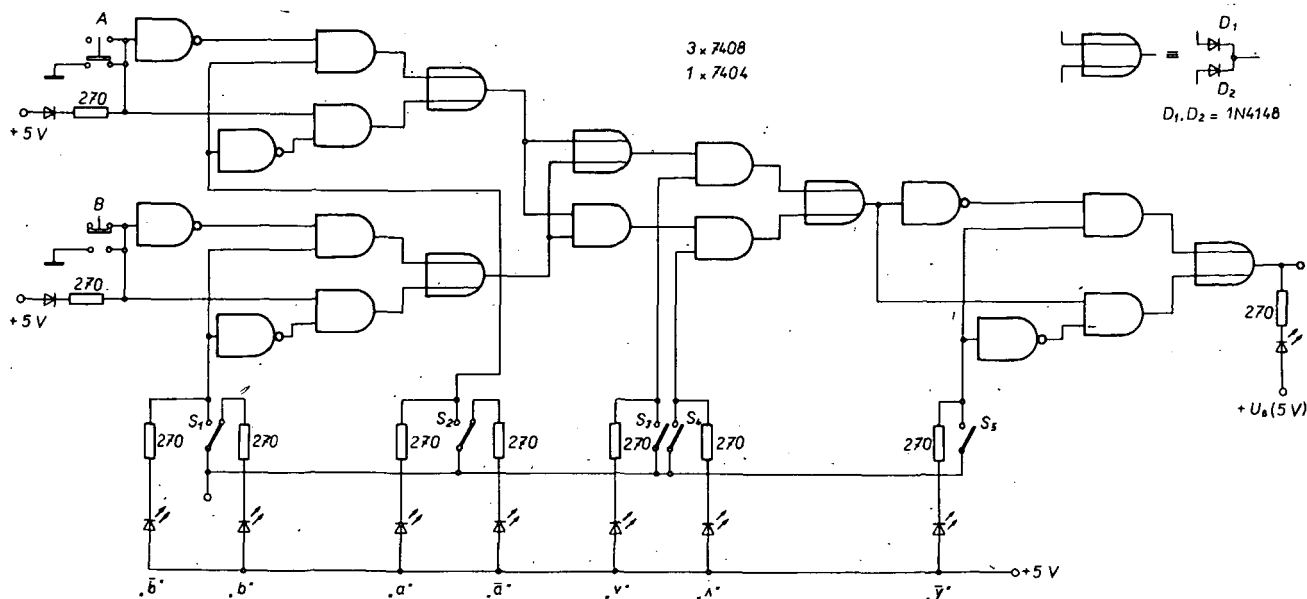 A
270
+5 V
B
270
+5 V
3 x 7408
1 x 7404
=
D₁
D₂
D₁, D₂ = 1N4148
270
+ U_B (5 V)
S₁
270
270
S₂
270
270
S₃
S₄
270
270
S₅
270
+5 V
„b̄"
„b"
„a"
„ā"
„v"
„ʌ"
„ȳ"